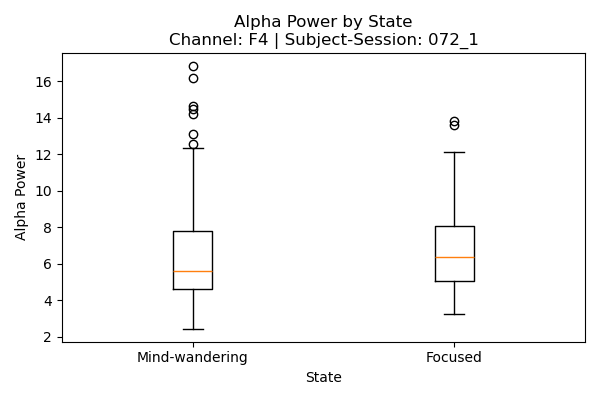 Alpha Power by State
Channel: F4 | Subject-Session: 072_1
Alpha Power
16
14
12
10
8
6
4
2
Mind-wandering
Focused
State